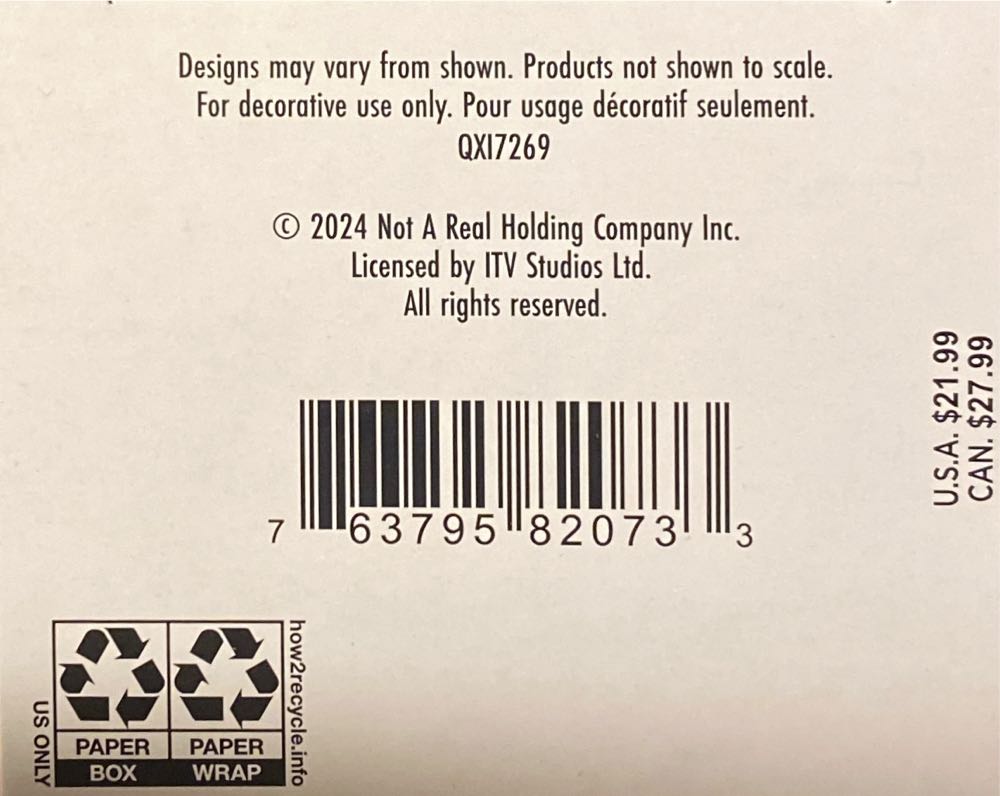 Designs may vary from shown. Products not shown to scale.
For decorative use only. Pour usage décoratif seulement.
QXI7269
© 2024 Not A Real Holding Company Inc.
Licensed by ITV Studios Ltd.
All rights reserved.
U.S.A. $21.99
CAN. $27.99
7 63795 82073 3
US ONLY
PAPER
BOX
PAPER
WRAP
how2recycle.info